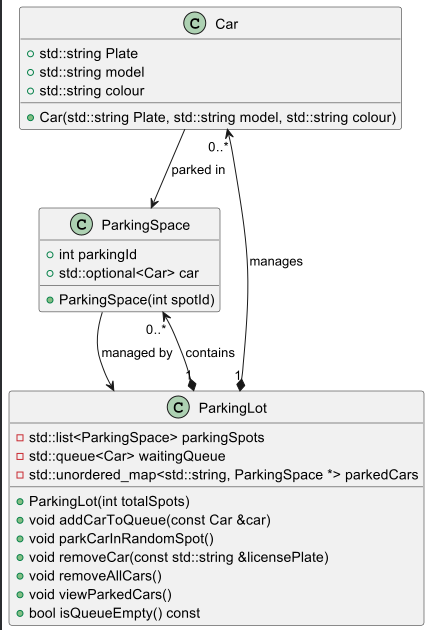 C Car
std::string Plate
std::string model
std::string colour
Car(std::string Plate, std::string model, std::string colour)
0..*
parked in
C ParkingSpace
int parkingId
std::optional<Car> car
ParkingSpace(int spotId)
manages
0..*
managed by
contains
1
1
C ParkingLot
std::list<ParkingSpace> parkingSpots
std::queue<Car> waitingQueue
std::unordered_map<std::string, ParkingSpace *> parkedCars
ParkingLot(int totalSpots)
void addCarToQueue(const Car &car)
void parkCarInRandomSpot()
void removeCar(const std::string &licensePlate)
void removeAllCars()
void viewParkedCars()
bool isQueueEmpty() const